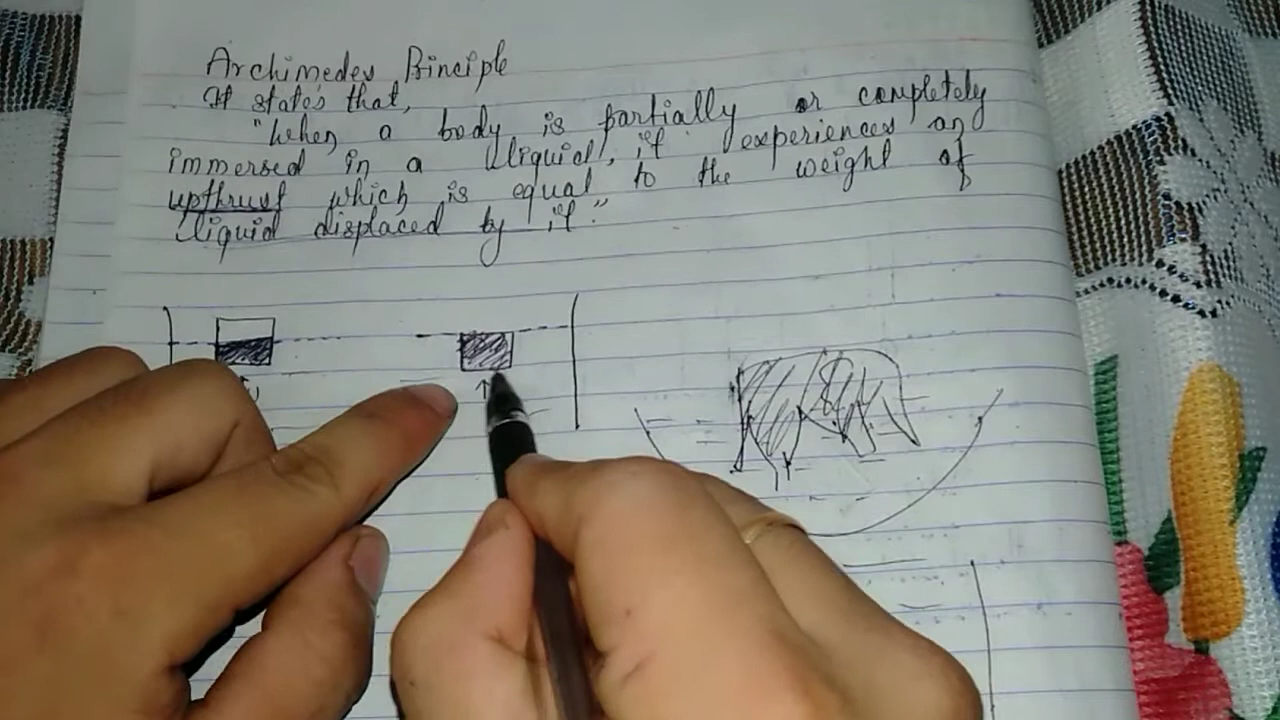 Archimedes Principle
It states that,
"When a body is partially or completely
immersed in a liquid, it experiences an
upthrust which is equal to the weight of
liquid displaced by it."